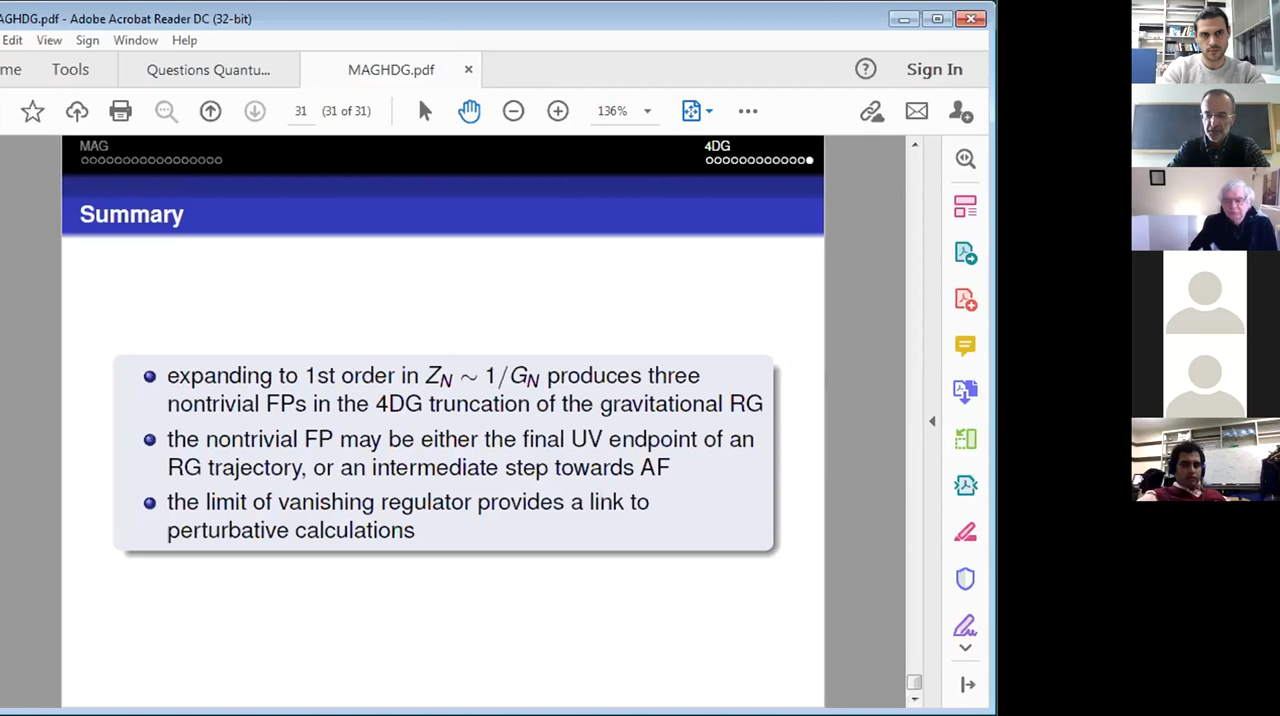 AGHDG.pdf - Adobe Acrobat Reader DC (32-bit)
Edit View Sign Window Help
me Tools Questions Quantu... MAGHDG.pdf × Sign In
31 (31 of 31) 136%
MAG 4DG
Summary
expanding to 1st order in Z_N ∼ 1/G_N produces three
nontrivial FPs in the 4DG truncation of the gravitational RG
the nontrivial FP may be either the final UV endpoint of an
RG trajectory, or an intermediate step towards AF
the limit of vanishing regulator provides a link to
perturbative calculations